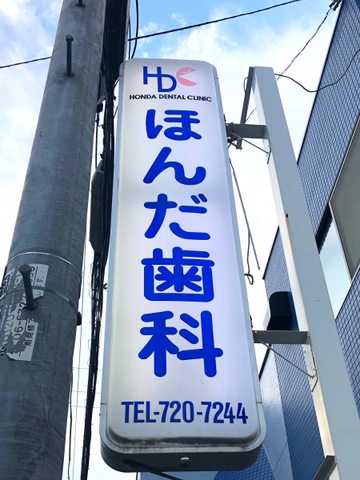 HDC
HONDA DENTAL CLINIC
ほんだ歯科
TEL-720-7244